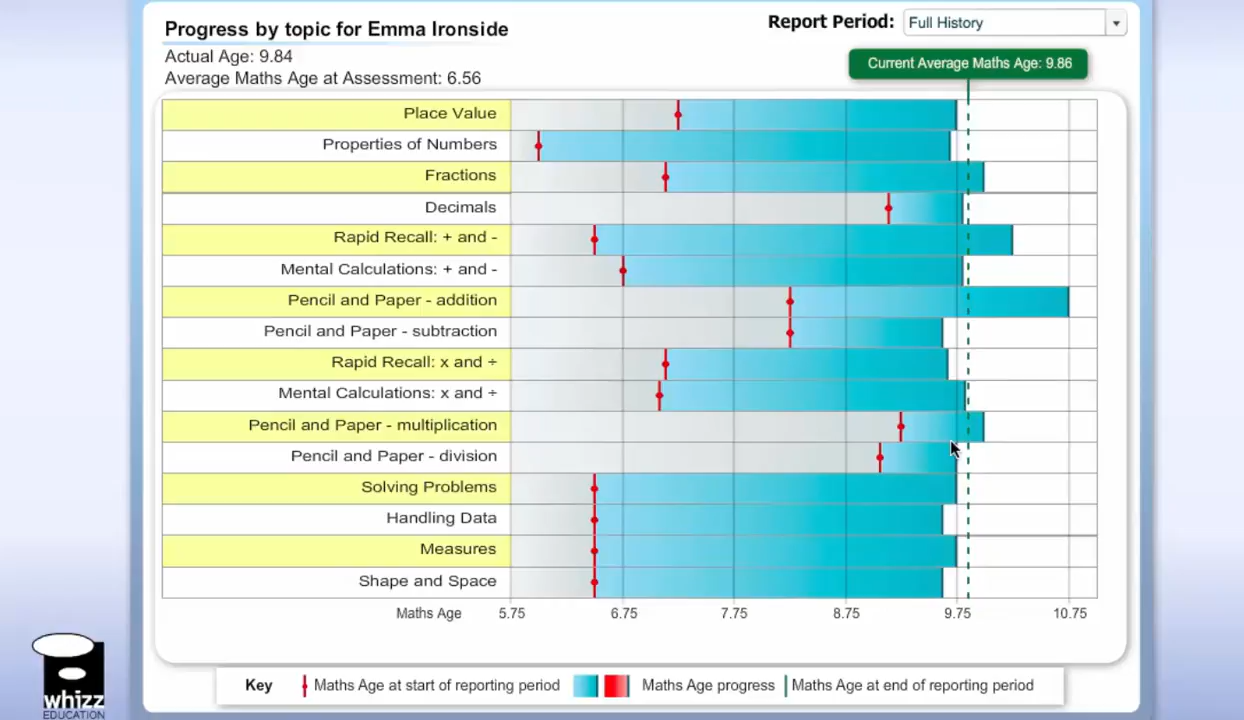 Progress by topic for Emma Ironside
Report Period: Full History
Actual Age: 9.84
Average Maths Age at Assessment: 6.56
Current Average Maths Age: 9.86
Place Value
Properties of Numbers
Fractions
Decimals
Rapid Recall: + and -
Mental Calculations: + and -
Pencil and Paper - addition
Pencil and Paper - subtraction
Rapid Recall: x and ÷
Mental Calculations: x and ÷
Pencil and Paper - multiplication
Pencil and Paper - division
Solving Problems
Handling Data
Measures
Shape and Space
Maths Age 5.75 6.75 7.75 8.75 9.75 10.75
Key Maths Age at start of reporting period Maths Age progress Maths Age at end of reporting period
whizz
EDUCATION